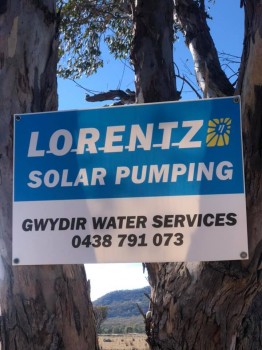 LORENTZ
SOLAR PUMPING
GWYDIR WATER SERVICES
0438 791 073